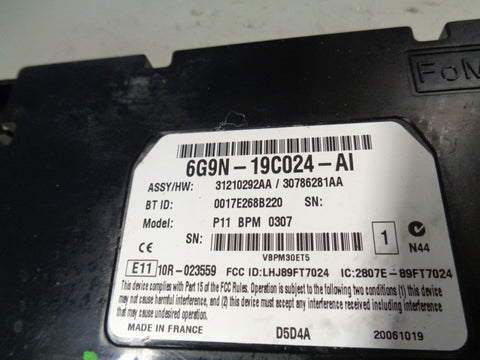 FoM
6G9N-19C024-AI
ASSY/HW: 31210292AA / 30786281AA
BT ID: 0017E268B220 SN:
Model: P11 BPM 0307
SN:
VBPM30ET5
1
N44
CE
E11 10R-023559 FCC ID:LHJ89FT7024 IC:2807E-89FT7024
This device complies with Part 15 of the FCC Rules. Operation is subject to the following two conditions (1) this device
may not cause harmful interference, and (2) this device must accept any interference received including interference
that may cause undesired operation.
MADE IN FRANCE D5D4A 20061019